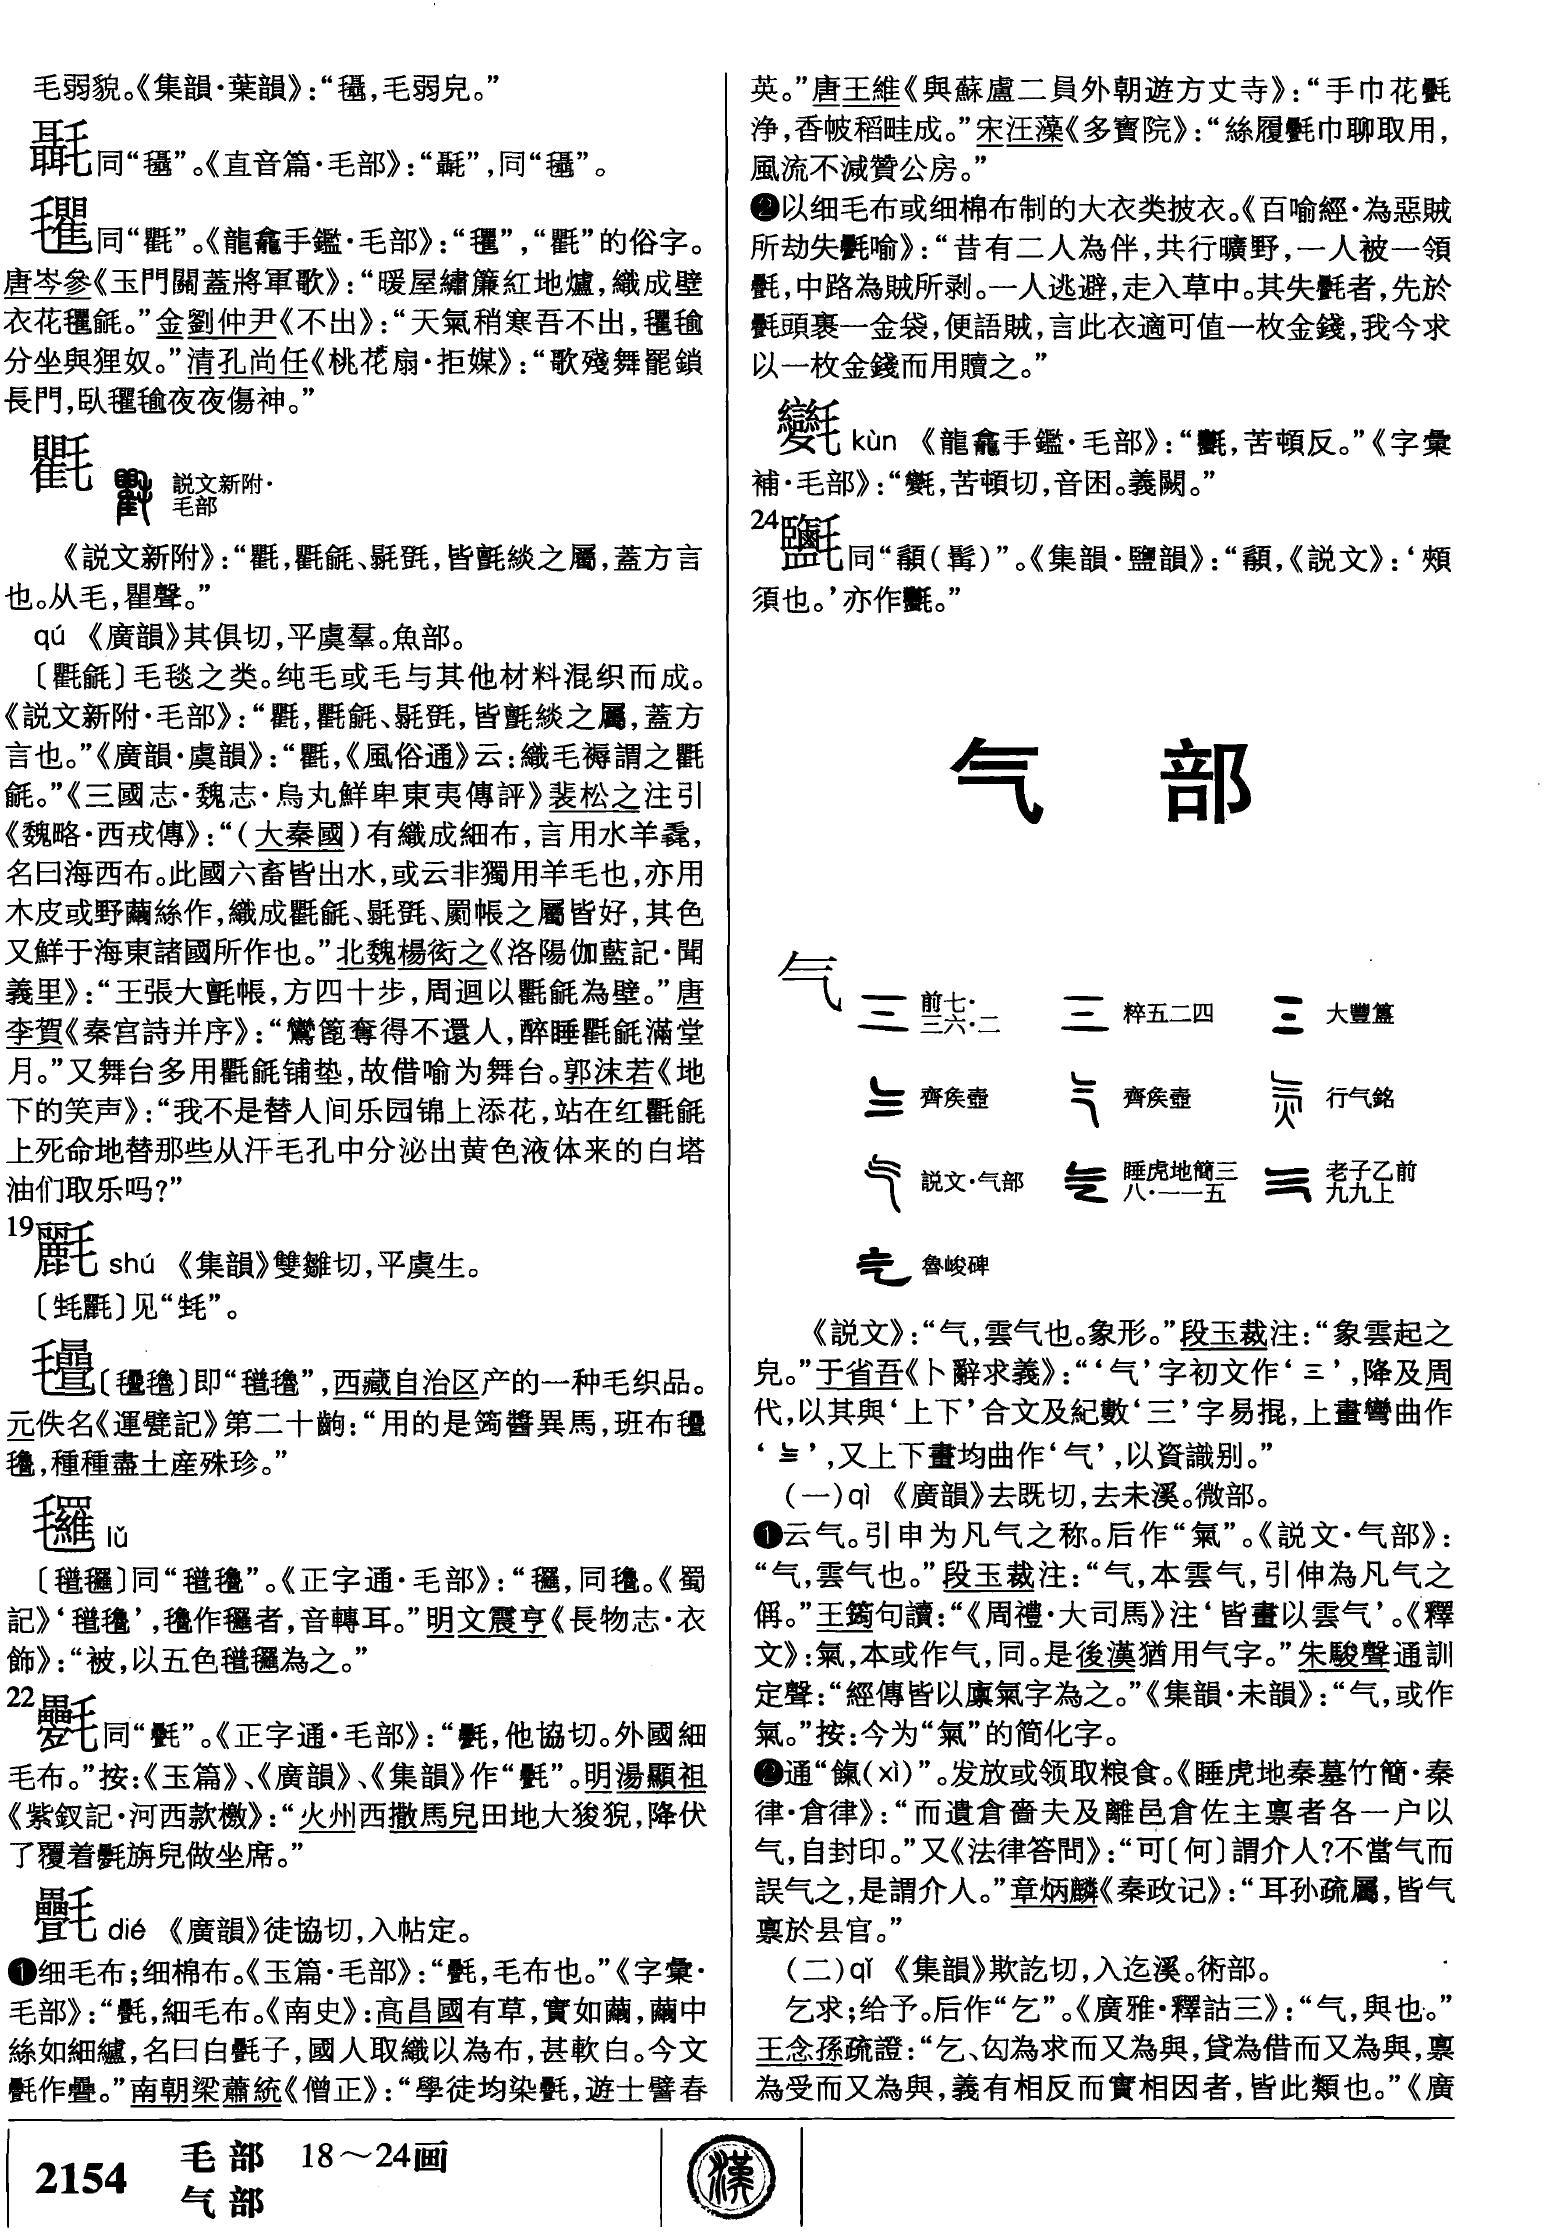 毛弱貌。《集韻·葉韻》：“㲲，毛弱皃。”
同“”。《直音篇·毛部》：“”，同“”。
同“氍”。《龍龕手鑑·毛部》：“”，“氍”的俗字。
唐岑參《玉門關蓋將軍歌》：“暖屋繡簾紅地爐，織成壁
衣花氍毹。”金劉仲尹《不出》：“天氣稍寒吾不出，氍毹
分坐與狸奴。”清孔尚任《桃花扇·拒媒》：“歌殘舞罷鎖
長門，臥氍毹夜夜傷神。”
氍 説文新附·
毛部
《説文新附》：“氍，氍毹、毾㲪，皆氈緂之屬，蓋方言
也。从毛，瞿聲。”
qú 《廣韻》其俱切，平虞羣。魚部。
〔氍毹〕毛毯之类。纯毛或毛与其他材料混织而成。
《説文新附·毛部》：“氍，氍毹、毾㲪，皆氈緂之屬，蓋方
言也。”《廣韻·虞韻》：“氍，《風俗通》云：織毛褥謂之氍
毹。”《三國志·魏志·烏丸鮮卑東夷傳評》裴松之注引
《魏略·西戎傳》：“（大秦國）有織成細布，言用水羊毳，
名曰海西布。此國六畜皆出水，或云非獨用羊毛也，亦用
木皮或野繭絲作，織成氍毹、毾㲪、罽帳之屬皆好，其色
又鮮于海東諸國所作也。”北魏楊衒之《洛陽伽藍記·聞
義里》：“王張大氈帳，方四十步，周迴以氍毹為壁。”唐
李賀《秦宫詩并序》：“鸞篦奪得不還人，醉睡氍毹滿堂
月。”又舞台多用氍毹铺垫，故借喻为舞台。郭沫若《地
下的笑声》：“我不是替人间乐园锦上添花，站在红氍毹
上死命地替那些从汗毛孔中分泌出黄色液体来的白塔
油们取乐吗？”
19 shú 《集韻》雙雛切，平虞生。
〔〕见“”。
〔氌〕即“氆氌”，西藏自治区产的一种毛织品。
元佚名《運甓記》第二十齣：“用的是蒟醬異馬，班布
氌，種種盡土産殊珍。”
lǔ
〔氆〕同“氆氌”。《正字通·毛部》：“，同氌。《蜀
記》‘氆氌’，氌作者，音轉耳。”明文震亨《長物志·衣
飾》：“被，以五色氆為之。”
22 同“氎”。《正字通·毛部》：“，他協切。外國細
毛布。”按：《玉篇》、《廣韻》、《集韻》作“氎”。明湯顯祖
《紫釵記·河西款檄》：“火州西撒馬兒田地大狻猊，降伏
了覆着氎旃兒做坐席。”
氎 dié 《廣韻》徒協切，入帖定。
❶细毛布；细棉布。《玉篇·毛部》：“氎，毛布也。”《字彙·
毛部》：“氎，細毛布。《南史》：高昌國有草，實如繭，繭中
絲如細纑，名曰白氎子，國人取織以為布，甚軟白。今文
氎作疊。”南朝梁蕭統《僧正》：“學徒均染氎，遊士譬春
英。”唐王維《與蘇盧二員外朝遊方丈寺》：“手巾花氎
浄，香帔稻畦成。”宋汪藻《多寶院》：“絲履氎巾聊取用，
風流不減贊公房。”
❷以细毛布或细棉布制的大衣类披衣。《百喻經·為惡賊
所劫失氎喻》：“昔有二人為伴，共行曠野，一人被一領
氎，中路為賊所剥。一人逃避，走入草中。其失氎者，先於
氎頭裹一金袋，便語賊，言此衣適可值一枚金錢，我今求
以一枚金錢而用贖之。”
kùn 《龍龕手鑑·毛部》：“，苦頓反。”《字彙
補·毛部》：“，苦頓切，音困。義闕。”
24 同“（髯）”。《集韻·鹽韻》：“，《説文》：‘頰
須也。’亦作。”
气 部
气 前七·
三六·二 粹五二四 大豐簋
齊侯壺 齊侯壺 行气銘
説文·气部 睡虎地簡三
八·一一五 老子乙前
九九上
魯峻碑
《説文》：“气，雲气也。象形。”段玉裁注：“象雲起之
皃。”于省吾《卜辭求義》：“‘气’字初文作‘三’，降及周
代，以其與‘上下’合文及紀數‘三’字易掍，上畫彎曲作
‘’，又上下畫均曲作‘气’，以資識别。”
（一）qì 《廣韻》去既切，去未溪。微部。
❶云气。引申为凡气之称。后作“氣”。《説文·气部》：
“气，雲气也。”段玉裁注：“气，本雲气，引伸為凡气之
偁。”王筠句讀：“《周禮·大司馬》注‘皆畫以雲气’。《釋
文》：氣，本或作气，同。是後漢猶用气字。”朱駿聲通訓
定聲：“經傳皆以廪氣字為之。”《集韻·未韻》：“气，或作
氣。”按：今为“氣”的简化字。
❷通“餼（xì）”。发放或领取粮食。《睡虎地秦墓竹簡·秦
律·倉律》：“而遺倉嗇夫及離邑倉佐主稟者各一户以
气，自封印。”又《法律答問》：“可〔何〕謂介人？不當气而
誤气之，是謂介人。”章炳麟《秦政记》：“耳孙疏屬，皆气
稟於县官。”
（二）qǐ 《集韻》欺訖切，入迄溪。術部。
乞求；给予。后作“乞”。《廣雅·釋詁三》：“气，與也。”
王念孫疏證：“乞、匃為求而又為與，貸為借而又為與，稟
為受而又為與，義有相反而實相因者，皆此類也。”《廣
2154 毛部 18～24画
气部
漢